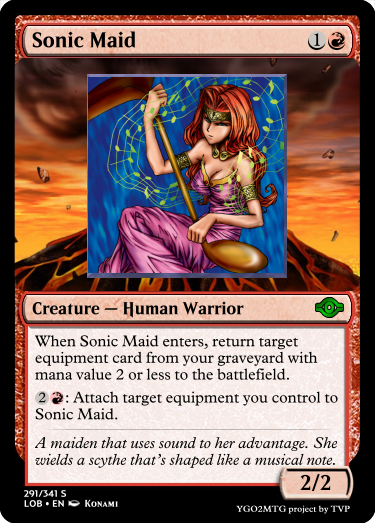 Sonic Maid 1
Creature — Human Warrior
When Sonic Maid enters, return target
equipment card from your graveyard with
mana value 2 or less to the battlefield.
2 : Attach target equipment you control to
Sonic Maid.
A maiden that uses sound to her advantage. She
wields a scythe that's shaped like a musical note.
2/2
291/341 S
LOB • EN Konami
YGO2MTG project by TVP